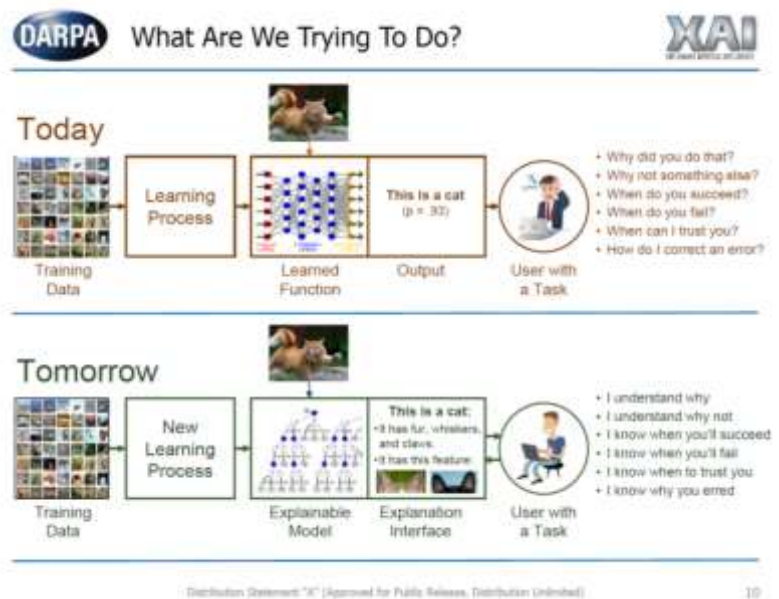 DARPA
What Are We Trying To Do?
XAI
Today
Learning
Process
This is a cat
(p = .93)
Training
Data
Learned
Function
Output
User with
a Task
• Why did you do that?
• Why not something else?
• When do you succeed?
• When do you fail?
• When can I trust you?
• How do I correct an error?
Tomorrow
New
Learning
Process
This is a cat:
•It has fur, whiskers,
and claws.
•It has this feature:
Training
Data
Explainable
Model
Explanation
Interface
User with
a Task
• I understand why
• I understand why not
• I know when you'll succeed
• I know when you'll fail
• I know when to trust you
• I know why you erred
Distribution Statement "A" (Approved for Public Release, Distribution Unlimited)
10